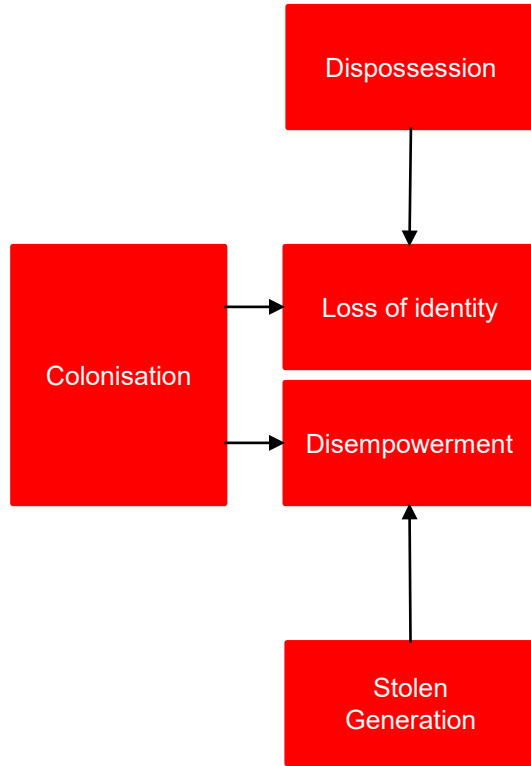 Dispossession
Loss of identity
Colonisation
Disempowerment
Stolen
Generation